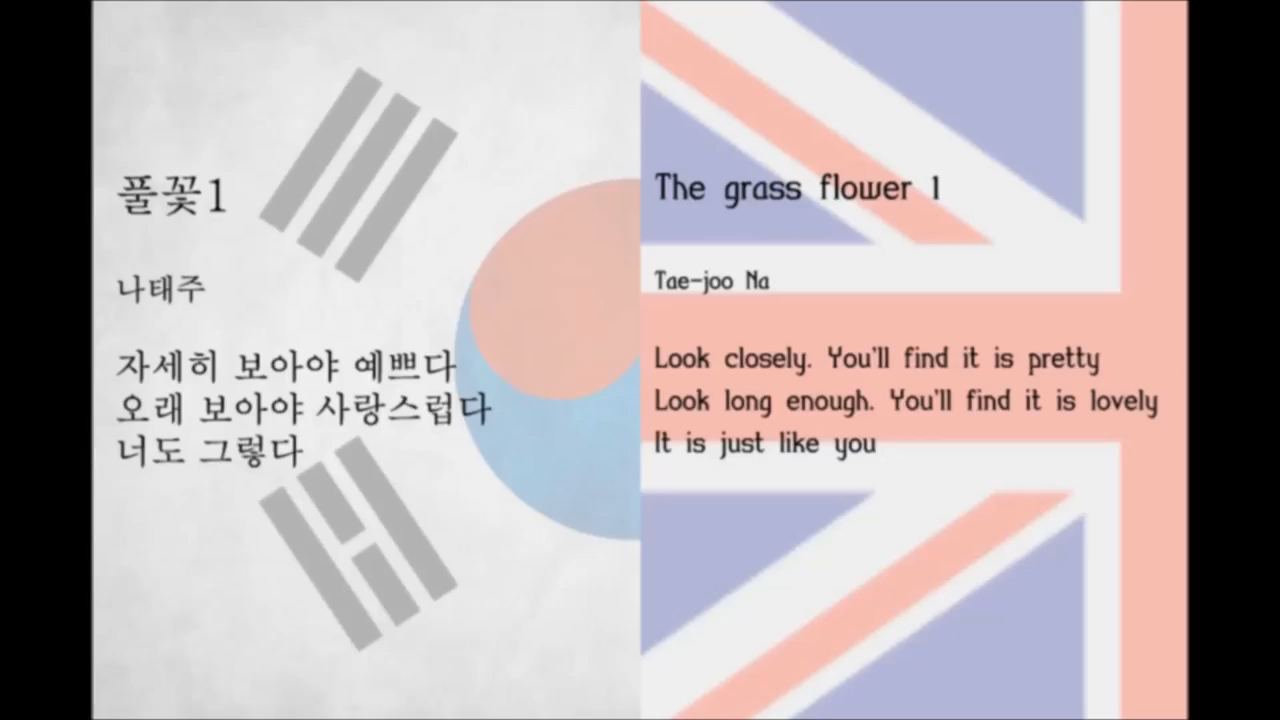 풀꽃1
나태주
자세히 보아야 예쁘다
오래 보아야 사랑스럽다
너도 그렇다
The grass flower 1
Tae-joo Na
Look closely. You'll find it is pretty
Look long enough. You'll find it is lovely
It is just like you